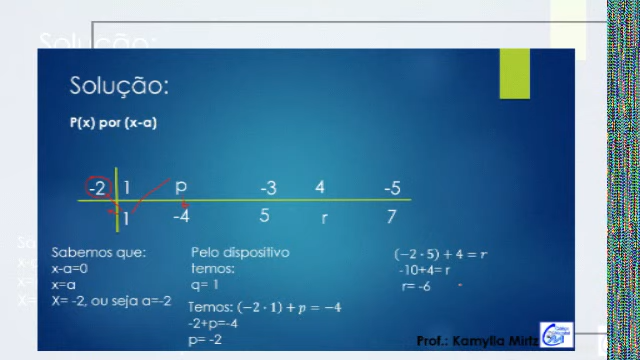 Solução:
Solução:
P(x) por (x-a)
-2 1 p -3 4 -5
1 -4 5 r 7
Sabemos que:
x-a=0
x=a
X= -2, ou seja a=-2
Pelo dispositivo
temos:
q= 1
Temos: (−2 · 1) + p = −4
-2+p=-4
p= -2
(−2 · 5) + 4 = r
-10+4= r
r= -6
Prof.: Kamylla Mirtz